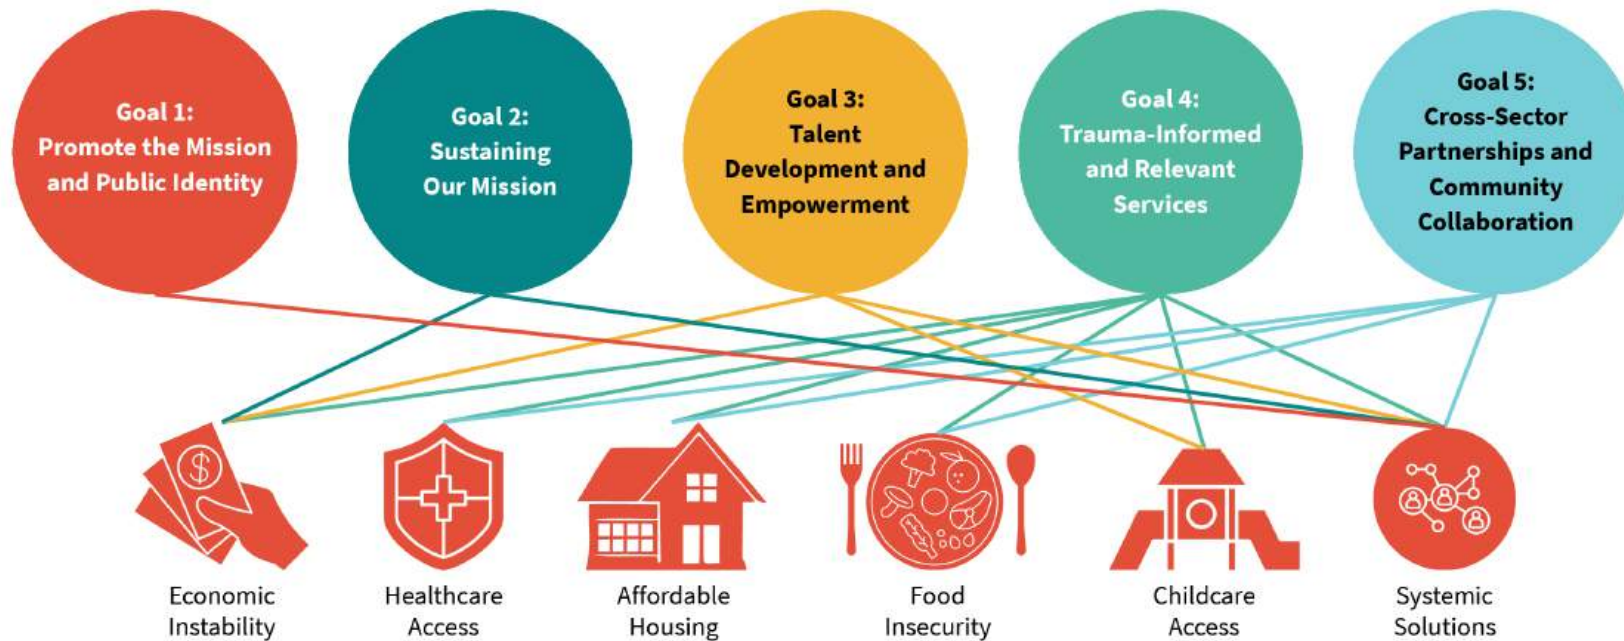 Goal 1:
Promote the Mission
and Public Identity
Goal 2:
Sustaining
Our Mission
Goal 3:
Talent
Development and
Empowerment
Goal 4:
Trauma-Informed
and Relevant
Services
Goal 5:
Cross-Sector
Partnerships and
Community
Collaboration
$
Economic
Instability
Healthcare
Access
Affordable
Housing
Food
Insecurity
Childcare
Access
Systemic
Solutions